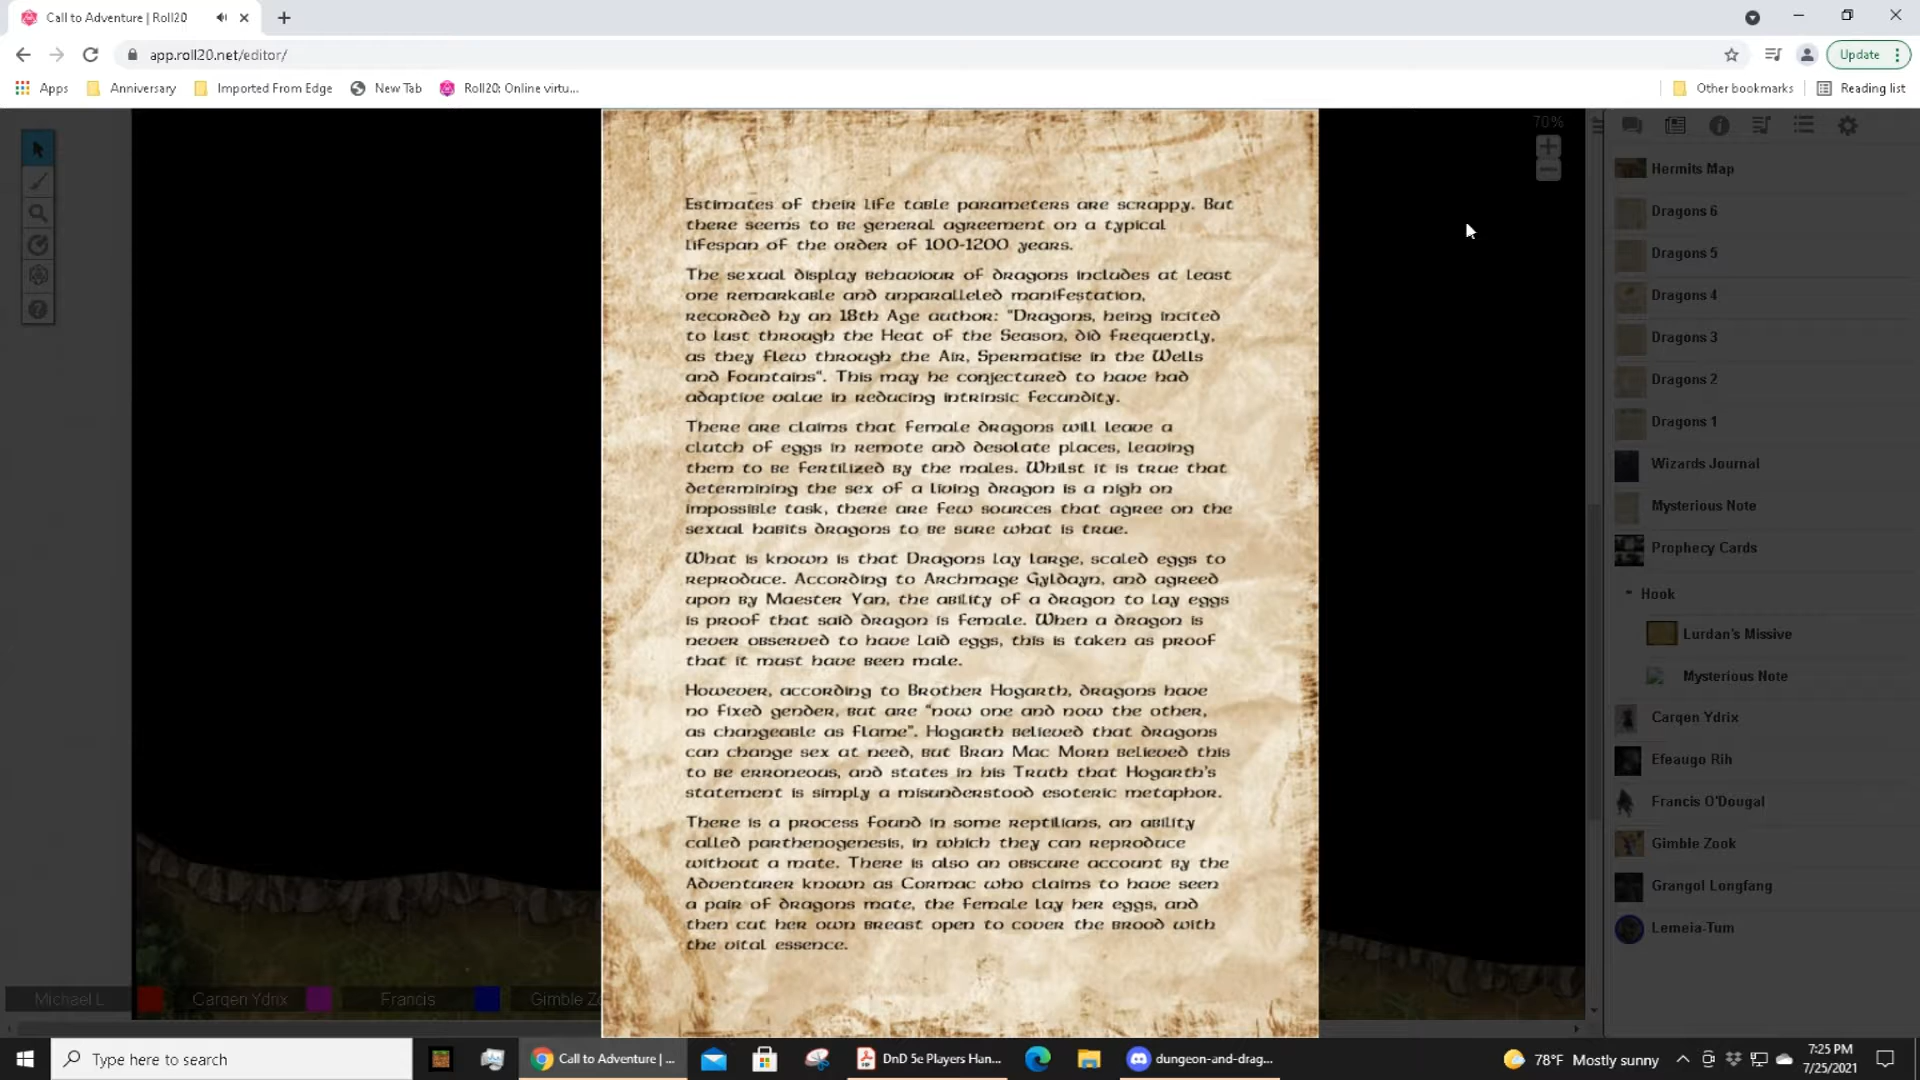 Call to Adventure | Roll20
app.roll20.net/editor/
Update
Apps
Anniversary
Imported From Edge
New Tab
Roll20: Online virtu...
Other bookmarks
Reading list
70%
Estimates of their life table parameters are scrappy. But
there seems to be general agreement on a typical
lifespan of the order of 100-1200 years.
The sexual display behaviour of dragons includes at least
one remarkable and unparalleled manifestation,
recorded hy an 18th Age author: "Dragons, heing incited
to lust through the Heat of the Season, did frequently,
as they flew through the Air, Spermatise in the Wells
and Fountains". This may he conjectured to have had
adaptive value in reducing intrinsic fecundity.
There are claims that female dragons will leave a
clutch of eggs in remote and desolate places, leaving
them to be fertilized by the males. Whilst it is true that
determining the sex of a living dragon is a nigh on
impossible task, there are few sources that agree on the
sexual habits dragons to be sure what is true.
What is known is that Dragons lay large, scaled eggs to
reproduce. According to Archmage Gyldayn, and agreed
upon by Maester Yan, the ability of a dragon to lay eggs
is proof that said dragon is female. When a dragon is
never observed to have laid eggs, this is taken as proof
that it must have been male.
However, according to Brother Hogarth, dragons have
no fixed gender, but are "now one and now the other,
as changeable as flame". Hogarth believed that dragons
can change sex at need, but Bran Mac Morn believed this
to be erroneous, and states in his Truth that Hogarth's
statement is simply a misunderstood esoteric metaphor.
There is a process found in some reptilians, an ability
called parthenogenesis, in which they can reproduce
without a mate. There is also an obscure account by the
Adventurer known as Cormac who claims to have seen
a pair of dragons mate, the female lay her eggs, and
then cut her own breast open to cover the brood with
the vital essence.
Hermits Map
Dragons 6
Dragons 5
Dragons 4
Dragons 3
Dragons 2
Dragons 1
Wizards Journal
Mysterious Note
Prophecy Cards
Hook
Lurdan's Missive
Mysterious Note
Carqen Ydrix
Efeaugo Rih
Francis O'Dougal
Gimble Zook
Grangol Longfang
Lemeia-Tum
Michael L
Carqen Ydrix
Francis
Gimble Zo
Type here to search
Call to Adventure | ...
DnD 5e Players Han...
dungeon-and-drag...
78°F Mostly sunny
7:25 PM
7/25/2021